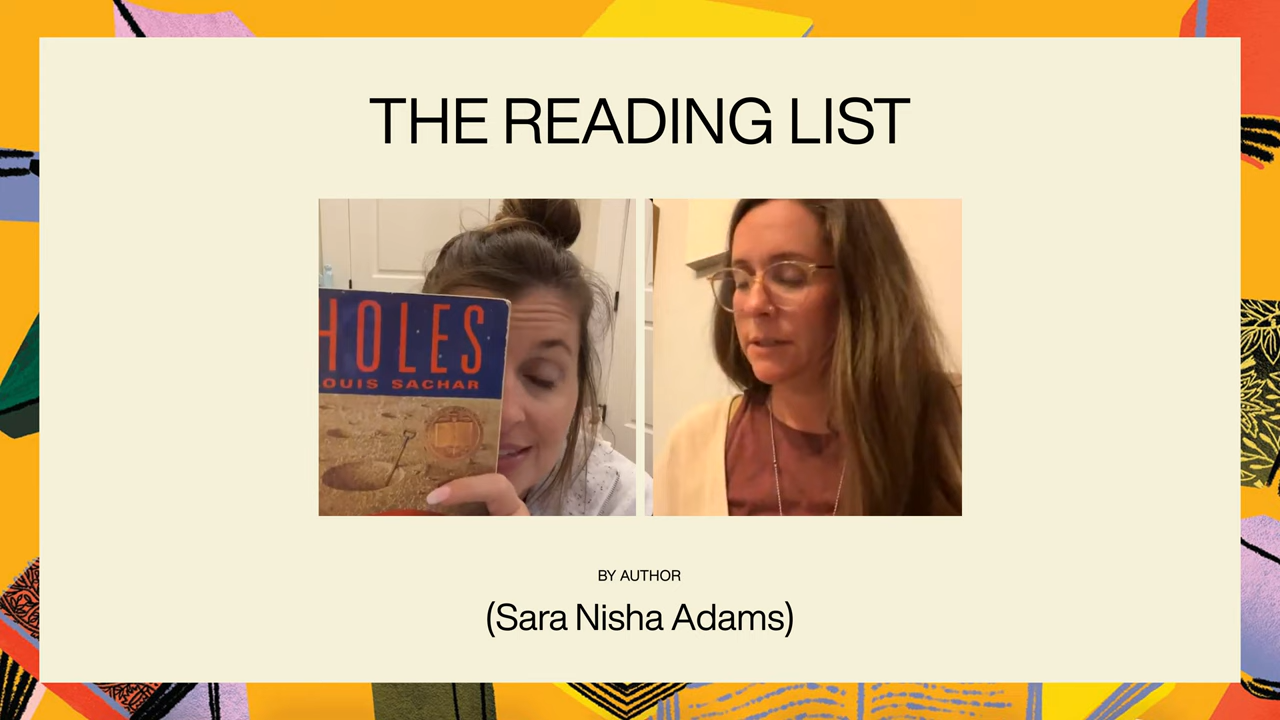 THE READING LIST
HOLES
OUIS SACHAR
BY AUTHOR
(Sara Nisha Adams)